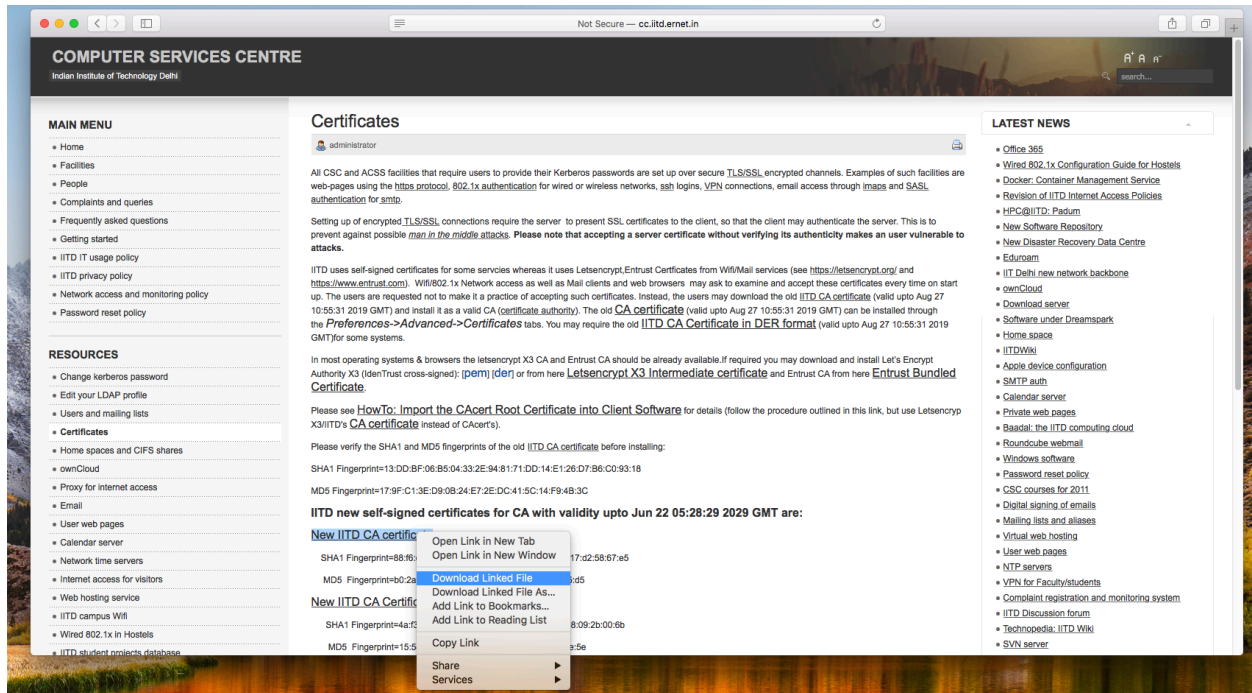 Not Secure — cc.iitd.ernet.in
COMPUTER SERVICES CENTRE
Indian Institute of Technology Delhi
A+ A A-
search...
MAIN MENU
Home
Facilities
People
Complaints and queries
Frequently asked questions
Getting started
IITD IT usage policy
IITD privacy policy
Network access and monitoring policy
Password reset policy
RESOURCES
Change kerberos password
Edit your LDAP profile
Users and mailing lists
Certificates
Home spaces and CIFS shares
ownCloud
Proxy for internet access
Email
User web pages
Calendar server
Network time servers
Internet access for visitors
Web hosting service
IITD campus Wifi
Wired 802.1x in Hostels
IITD student projects database
Certificates
administrator
All CSC and ACSS facilities that require users to provide their Kerberos passwords are set up over secure TLS/SSL encrypted channels. Examples of such facilities are
web-pages using the https protocol, 802.1x authentication for wired or wireless networks, ssh logins, VPN connections, email access through imaps and SASL
authentication for smtp.
Setting up of encrypted TLS/SSL connections require the server to present SSL certificates to the client, so that the client may authenticate the server. This is to
prevent against possible man in the middle attacks. Please note that accepting a server certificate without verifying its authenticity makes an user vulnerable to
attacks.
IITD uses self-signed certificates for some servcies whereas it uses Letsencrypt,Entrust Certficates from Wifi/Mail services (see https://letsencrypt.org/ and
https://www.entrust.com). Wifi/802.1x Network access as well as Mail clients and web browsers may ask to examine and accept these certificates every time on start
up. The users are requested not to make it a practice of accepting such certificates. Instead, the users may download the old IITD CA certificate (valid upto Aug 27
10:55:31 2019 GMT) and install it as a valid CA (certificate authority). The old CA certificate (valid upto Aug 27 10:55:31 2019 GMT) can be installed through
the Preferences->Advanced->Certificates tabs. You may require the old IITD CA Certificate in DER format (valid upto Aug 27 10:55:31 2019
GMT)for some systems.
In most operating systems & browsers the letsencrypt X3 CA and Entrust CA should be already available.If required you may download and install Let's Encrypt
Authority X3 (IdenTrust cross-signed): [pem] [der] or from here Letsencrypt X3 Intermediate certificate and Entrust CA from here Entrust Bundled
Certificate.
Please see HowTo: Import the CAcert Root Certificate into Client Software for details (follow the procedure outlined in this link, but use Letsencryp
X3/IITD's CA certificate instead of CAcert's).
Please verify the SHA1 and MD5 fingerprints of the old IITD CA certificate before installing:
SHA1 Fingerprint=13:DD:BF:06:B5:04:33:2E:94:81:71:DD:14:E1:26:D7:B6:C0:93:18
MD5 Fingerprint=17:9F:C1:3E:D9:0B:24:E7:2E:DC:41:5C:14:F9:4B:3C
IITD new self-signed certificates for CA with validity upto Jun 22 05:28:29 2029 GMT are:
New IITD CA certific
SHA1 Fingerprint=88:f6: 17:d2:58:67:e5
MD5 Fingerprint=b0:2a :d5
New IITD CA Certific
SHA1 Fingerprint=4a:f3 8:09:2b:00:6b
MD5 Fingerprint=15:5 e:5e
Open Link in New Tab
Open Link in New Window
Download Linked File
Download Linked File As...
Add Link to Bookmarks...
Add Link to Reading List
Copy Link
Share
Services
LATEST NEWS
Office 365
Wired 802.1x Configuration Guide for Hostels
Docker: Container Management Service
Revision of IITD Internet Access Policies
HPC@IITD: Padum
New Software Repository
New Disaster Recovery Data Centre
Eduroam
IIT Delhi new network backbone
ownCloud
Download server
Software under Dreamspark
Home space
IITDWiki
Apple device configuration
SMTP auth
Calendar server
Private web pages
Baadal: the IITD computing cloud
Roundcube webmail
Windows software
Password reset policy
CSC courses for 2011
Digital signing of emails
Mailing lists and aliases
Virtual web hosting
User web pages
NTP servers
VPN for Faculty/students
Complaint registration and monitoring system
IITD Discussion forum
Technopedia: IITD Wiki
SVN server